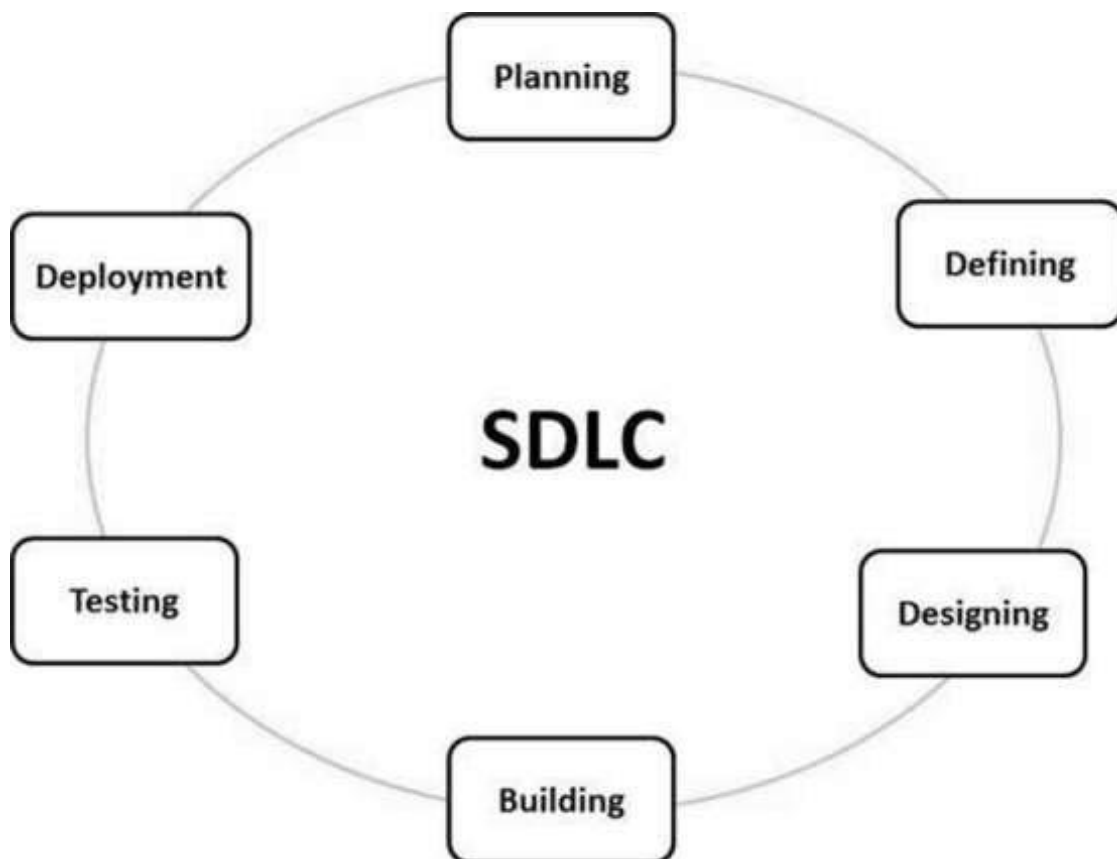 Planning
Defining
Deployment
SDLC
Designing
Testing
Building